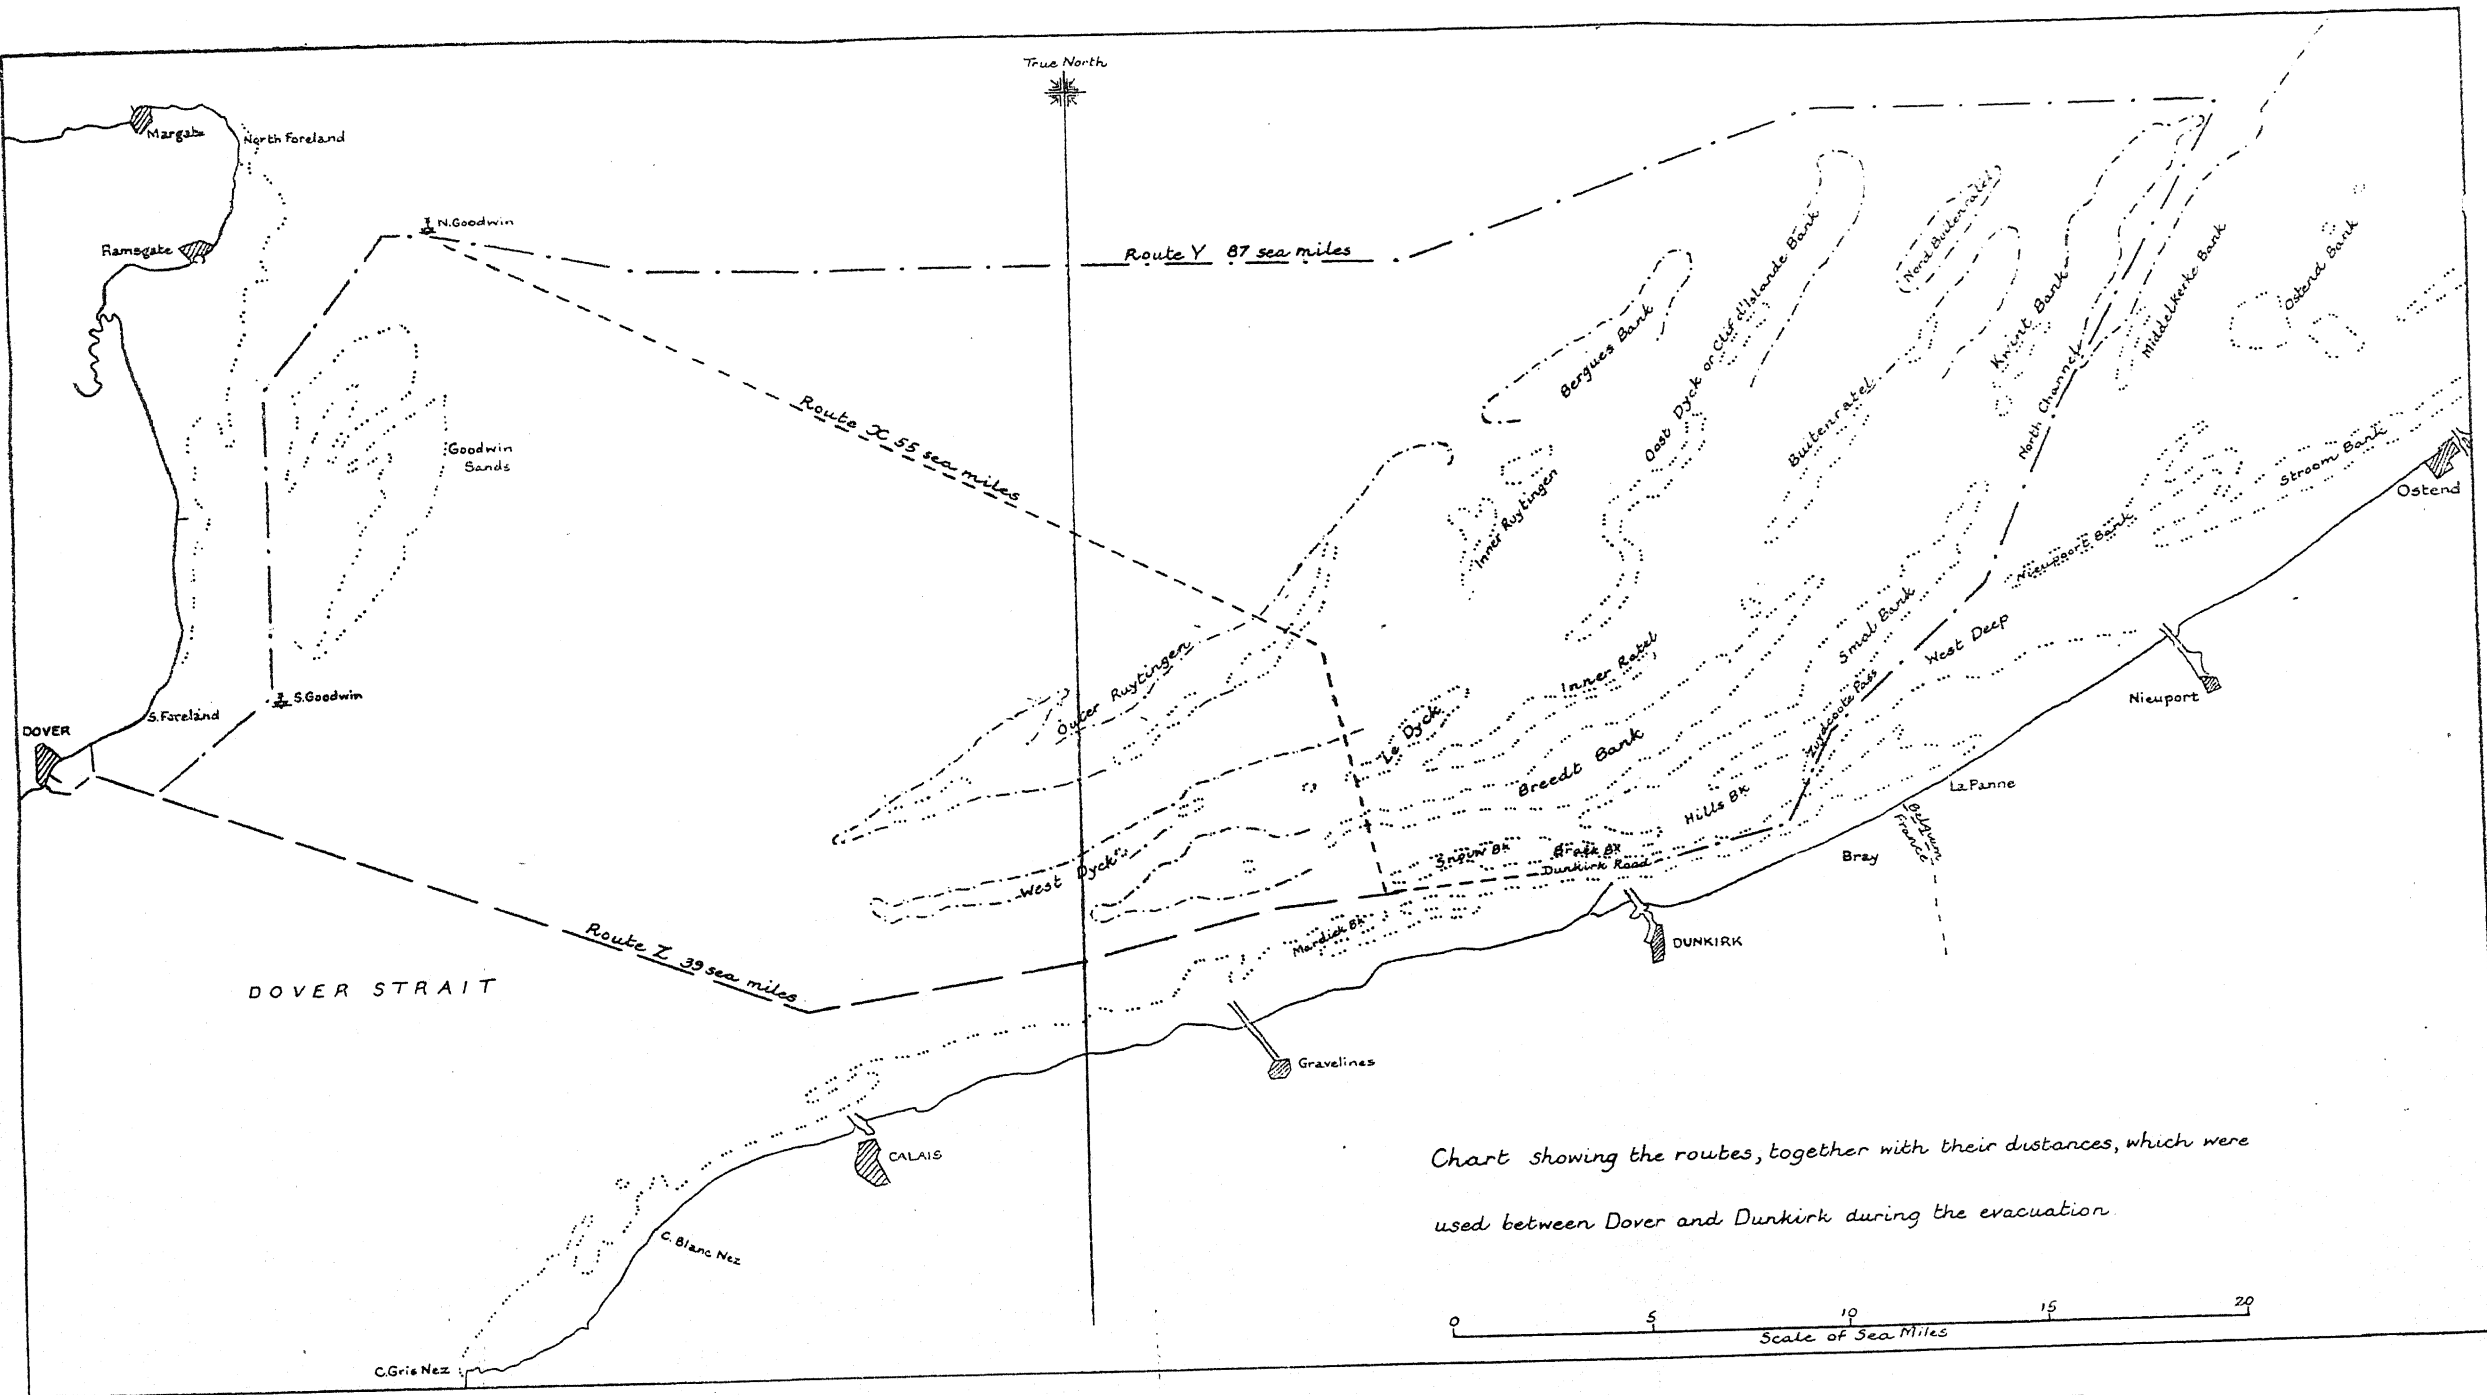 True North
Margate
North Foreland
Ramsgate
N.Goodwin
Route Y 87 sea miles
Goodwin
Sands
Route X 55 sea miles
S.Goodwin
S.Foreland
DOVER
Bergues Bank
Oost Dyck or Clif d'Islande Bank
Nord Buitenratel
Kwint Bank
Middelkerke Bank
Ostend Bank
Buitenratel
North Channel
Inner Ruytingen
Stroom Bank
Ostend
Nieuport Bank
Smal Bank
West Deep
Outer Ruytingen
Inner Ratel
Le Dyck
Zuydcoote Pass
Nieuport
Breedt Bank
Hills Bk
La Panne
Belgium
France
Bray
Snouw Bk
Braek Bk
Dunkirk Road
West Dyck
Mardick Bk
DUNKIRK
Route Z 39 sea miles
DOVER STRAIT
Gravelines
CALAIS
C. Blanc Nez
C.Gris Nez
Chart showing the routes, together with their distances, which were
used between Dover and Dunkirk during the evacuation
0 5 10 15 20
Scale of Sea Miles